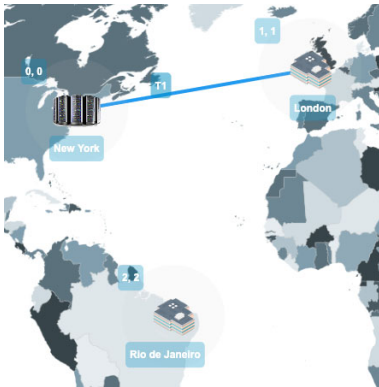 1, 1
0, 0
T1
London
New York
2, 2
Rio de Janeiro